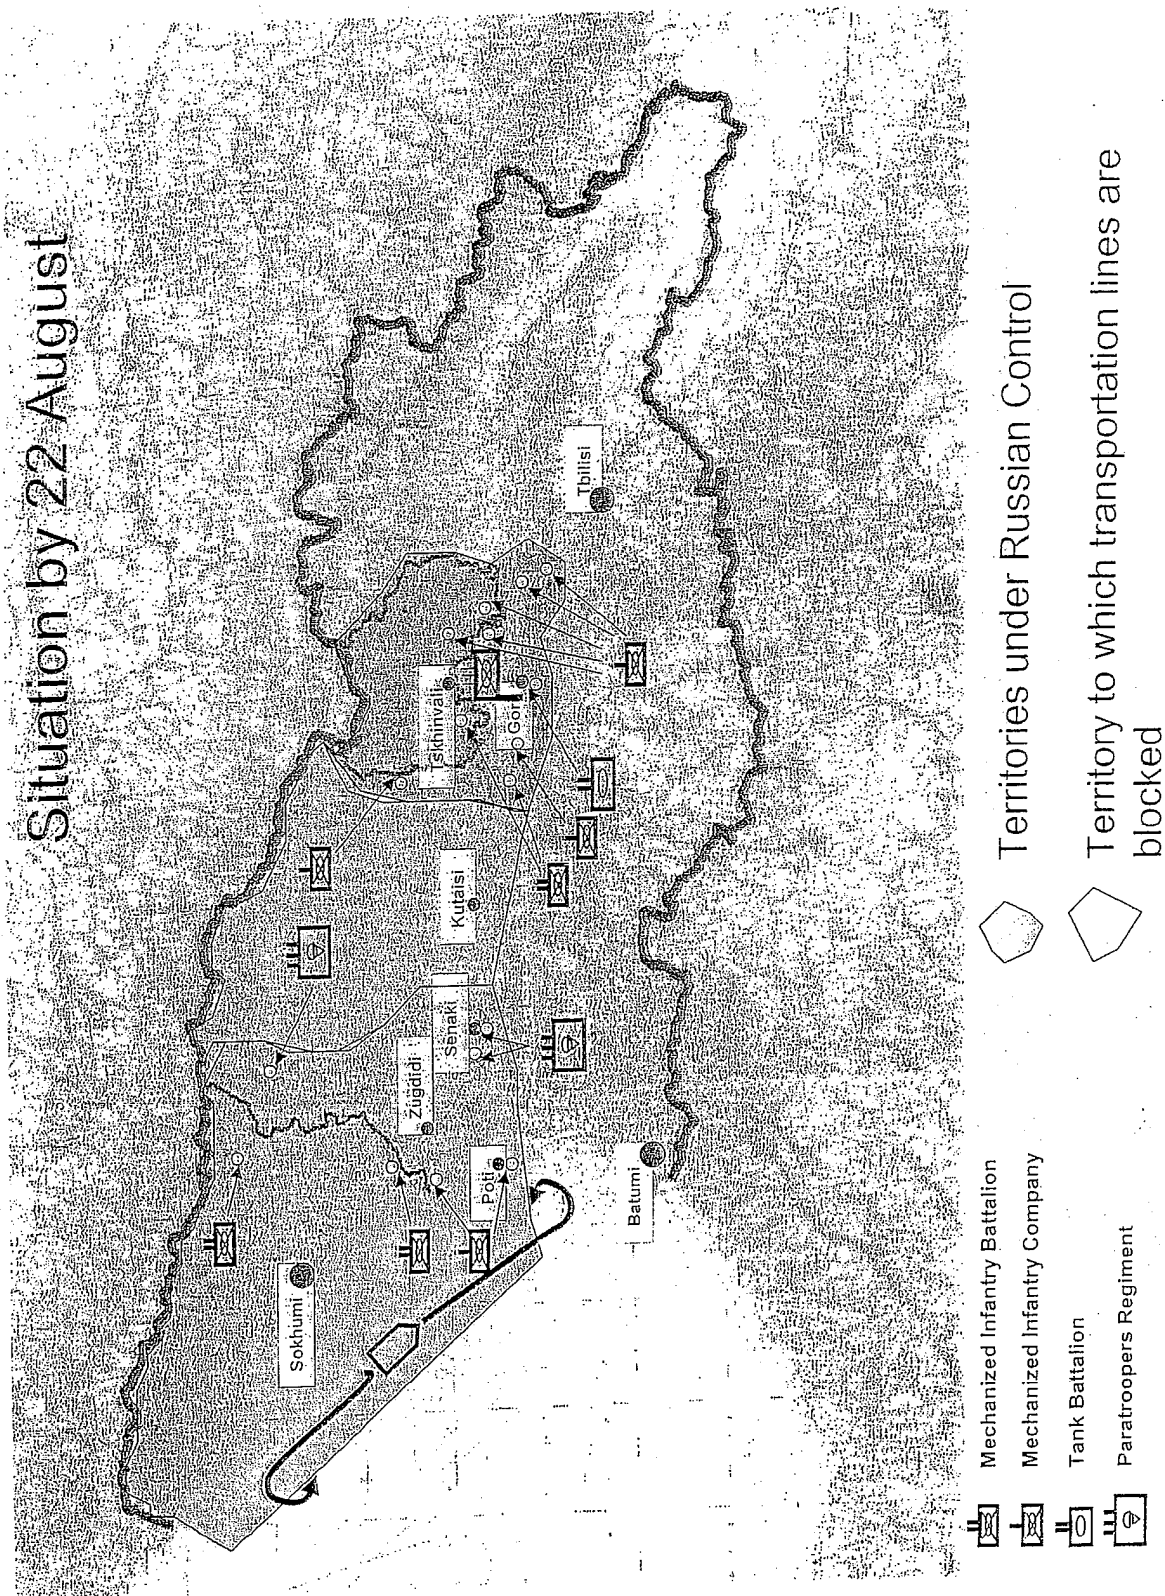 Situation by 22 August
Sokhumi
Zugdidi
Poti
Senaki
Kutaisi
Tskhinvali
Gori
Tbilisi
Batumi
Mechanized Infantry Battalion
Mechanized Infantry Company
Tank Battalion
Paratroopers Regiment
Territories under Russian Control
Territory to which transportation lines are
blocked